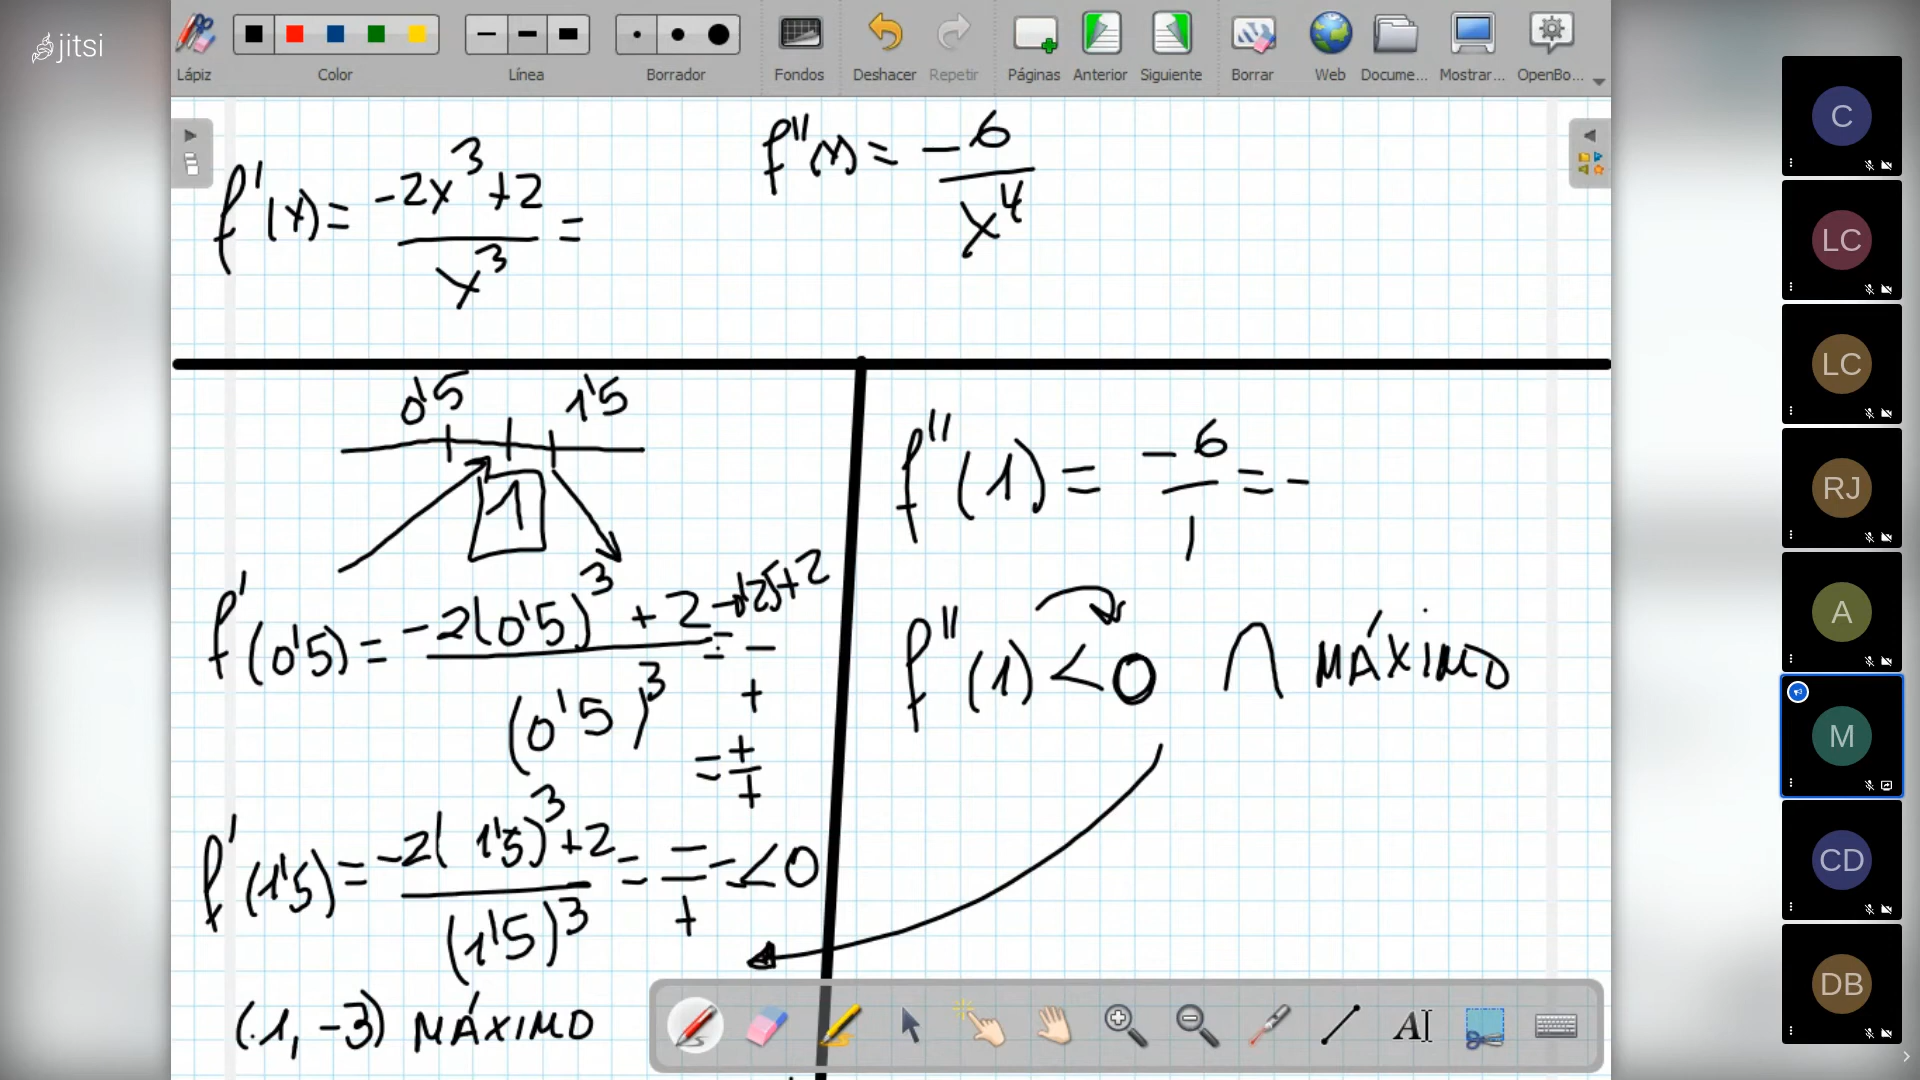 jitsi
Lápiz Color Línea Borrador Fondos Deshacer Repetir Páginas Anterior Siguiente Borrar Web Docume... Mostrar... OpenBo...
f'(x) = (-2x³+2)/x³ =
f''(x) = -6/x⁴
0'5 1'5
1
f'(0'5) = (-2(0'5)³ + 2)/(0'5)³ =
= +/+
f'(1'5) = (-2(1'5)³+2)/(1'5)³ = -/+ = - <0
(1, -3) MÁXIMO
f''(1) = -6/1 = -
f''(1) < 0 ∩ MÁXIMO
C
LC
LC
RJ
A
M
CD
DB